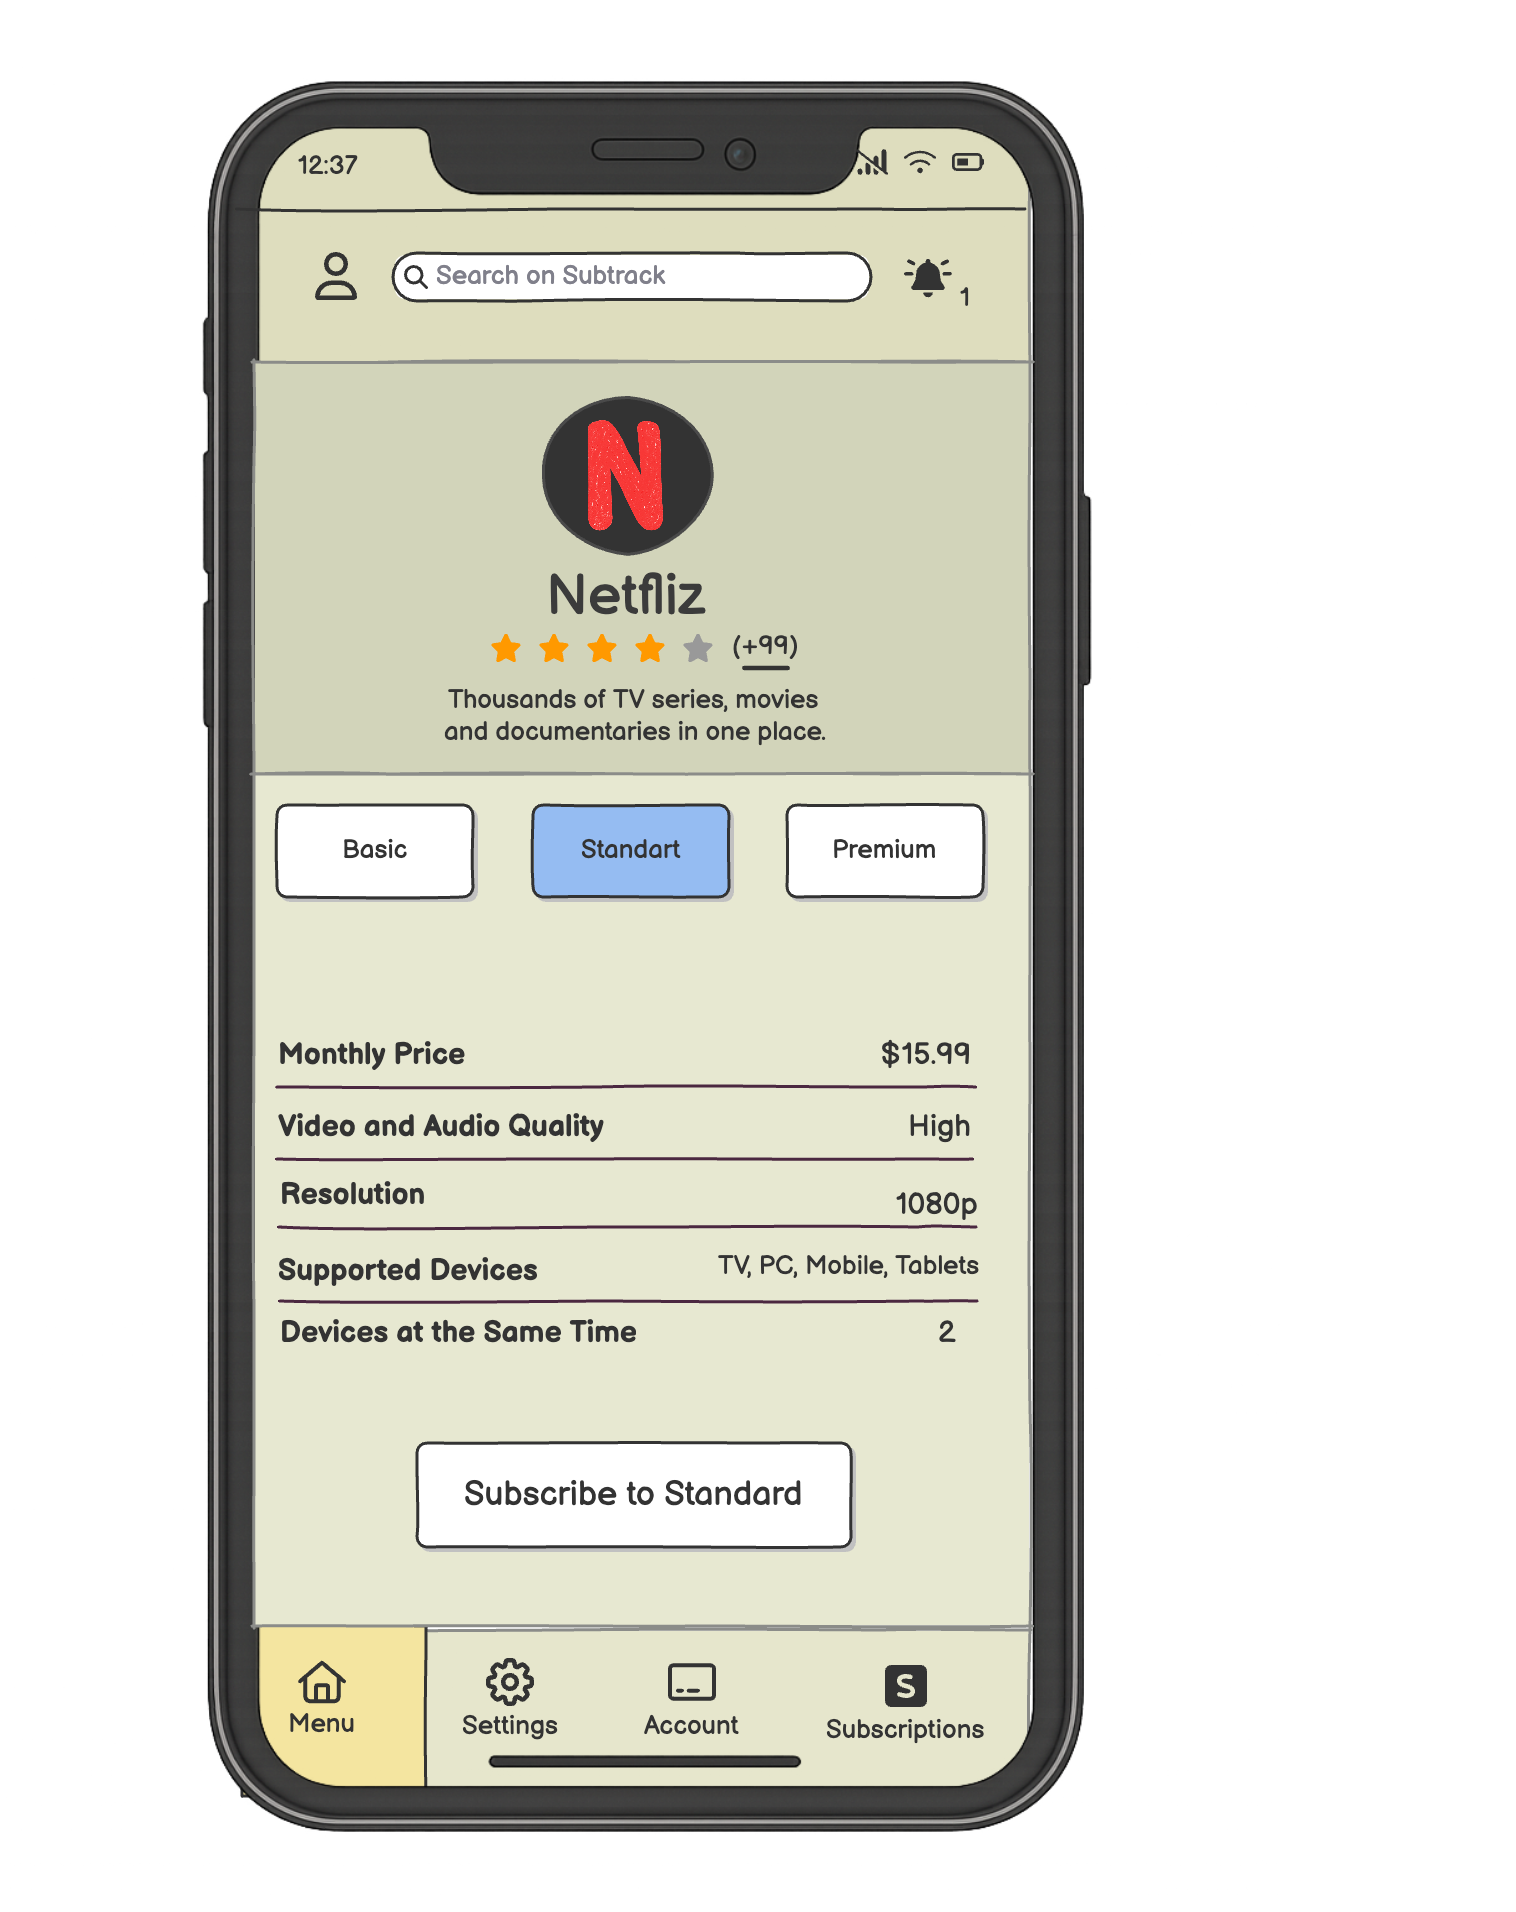 12:37
Search on Subtrack
1
N
Netfliz
(+99)
Thousands of TV series, movies
and documentaries in one place.
Basic
Standart
Premium
Monthly Price $15.99
Video and Audio Quality High
Resolution 1080p
Supported Devices TV, PC, Mobile, Tablets
Devices at the Same Time 2
Subscribe to Standard
S
Menu
Settings
Account
Subscriptions